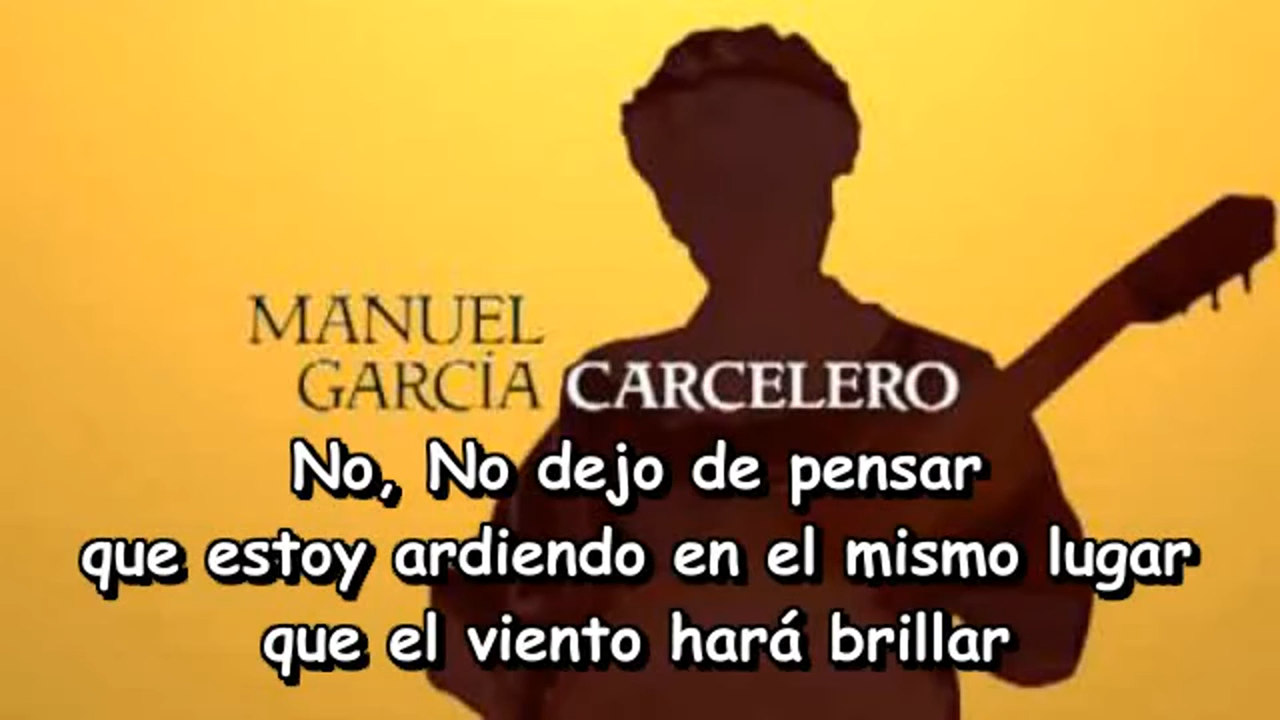 MANUEL
GARCÍA CARCELERO
No, No dejo de pensar
que estoy ardiendo en el mismo lugar
que el viento hará brillar